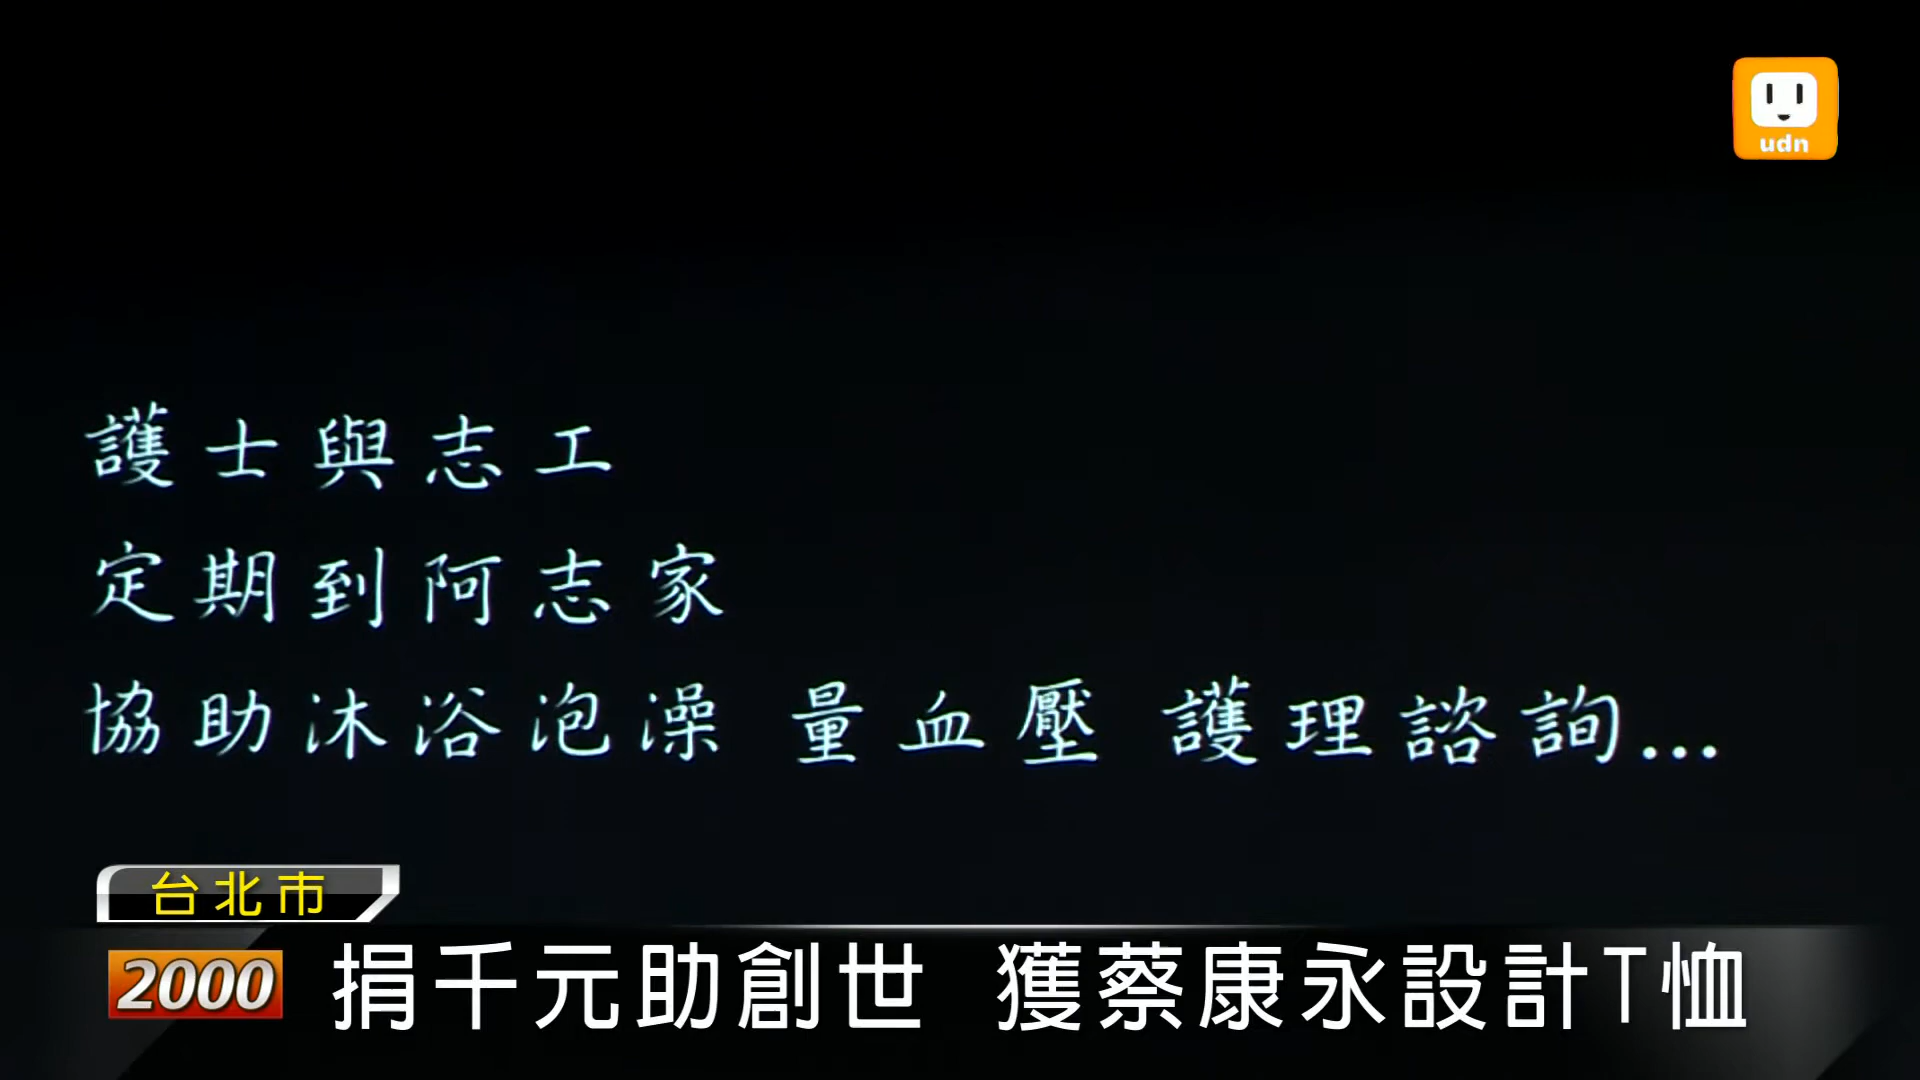 udn
護士與志工
定期到阿志家
協助沐浴泡澡 量血壓 護理諮詢...
台北市
2000 捐千元助創世 獲蔡康永設計T恤